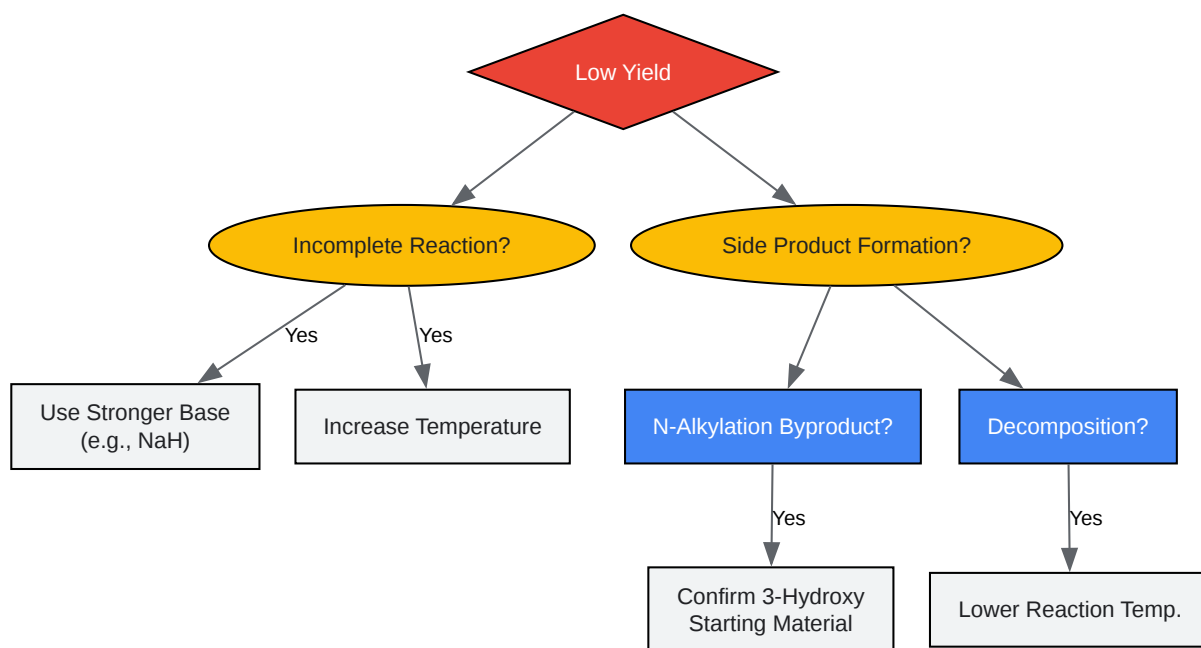 Low Yield
Incomplete Reaction?
Side Product Formation?
Yes
Yes
Use Stronger Base
(e.g., NaH)
Increase Temperature
N-Alkylation Byproduct?
Decomposition?
Yes
Yes
Confirm 3-Hydroxy
Starting Material
Lower Reaction Temp.